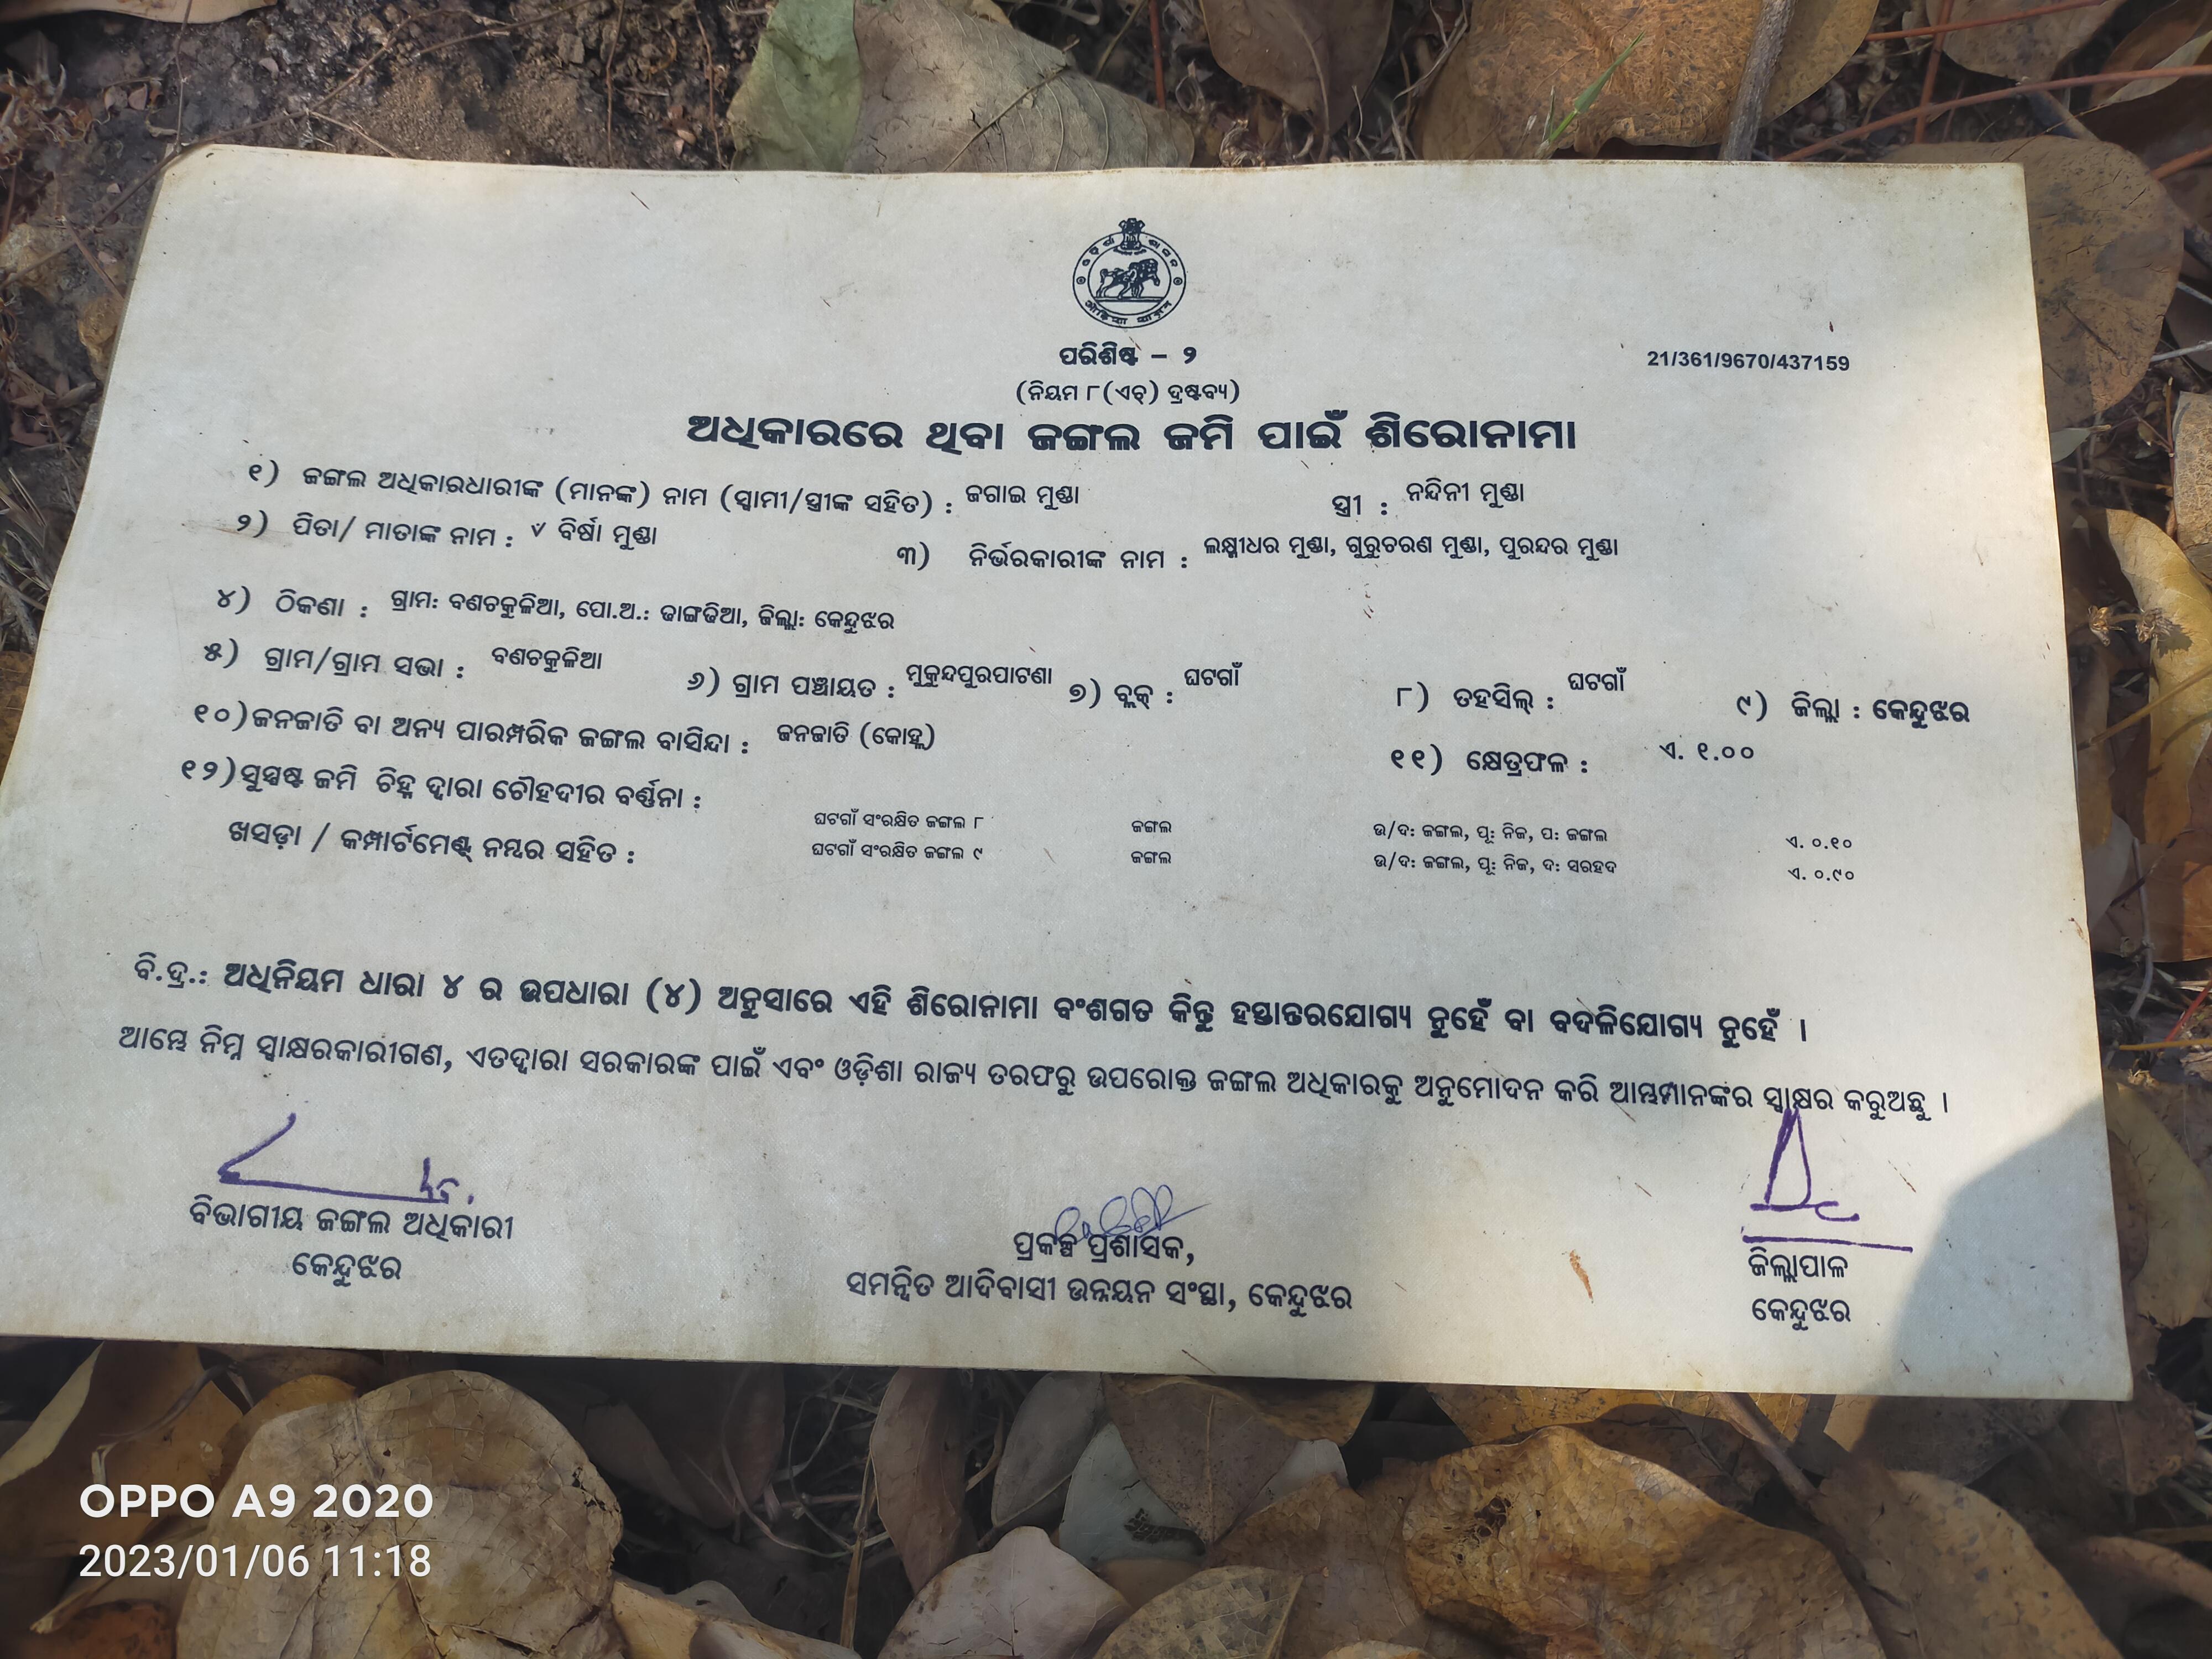 ଓଡ଼ିଶା ଶାସନ
ପରିଶିଷ୍ଟ – ୨
21/361/9670/437159
(ନିୟମ ୮(ଏଚ୍) ଦ୍ରଷ୍ଟବ୍ୟ)
ଅଧିକାରରେ ଥିବା ଜଙ୍ଗଲ ଜମି ପାଇଁ ଶିରୋନାମା
୧) ଜଙ୍ଗଲ ଅଧିକାରଧାରୀଙ୍କ (ମାନଙ୍କ) ନାମ (ସ୍ୱାମୀ/ସ୍ତ୍ରୀଙ୍କ ସହିତ) : ଜଗାଇ ମୁଣ୍ଡା ସ୍ତ୍ରୀ : ନନ୍ଦିନୀ ମୁଣ୍ଡା
୨) ପିତା/ ମାତାଙ୍କ ନାମ : ବିର୍ଷା ମୁଣ୍ଡା ୩) ନିର୍ଭରକାରୀଙ୍କ ନାମ : ଲକ୍ଷ୍ମୀଧର ମୁଣ୍ଡା, ଗୁରୁଚରଣ ମୁଣ୍ଡା, ପୁରନ୍ଦର ମୁଣ୍ଡା
୪) ଠିକଣା : ଗ୍ରାମ: ବଣଚକୁଳିଆ, ପୋ.ଅ.: ଢାଙ୍ଗଢିଆ, ଜିଲ୍ଲା: କେନ୍ଦୁଝର
୫) ଗ୍ରାମ/ଗ୍ରାମ ସଭା : ବଣଚକୁଳିଆ ୬) ଗ୍ରାମ ପଞ୍ଚାୟତ : ମୁକୁନ୍ଦପୁରପାଟଣା ୭) ବ୍ଲକ୍ : ଘଟଗାଁ ୮) ତହସିଲ୍ : ଘଟଗାଁ ୯) ଜିଲ୍ଲା : କେନ୍ଦୁଝର
୧୦)ଜନଜାତି ବା ଅନ୍ୟ ପାରମ୍ପରିକ ଜଙ୍ଗଲ ବାସିନ୍ଦା : ଜନଜାତି (କୋହ୍ଲ) ୧୧) କ୍ଷେତ୍ରଫଳ : ଏ. ୧.୦୦
୧୨)ସୁସ୍ପଷ୍ଟ ଜମି ଚିହ୍ନ ଦ୍ୱାରା ଚୌହଦୀର ବର୍ଣ୍ଣନା :
ଘଟଗାଁ ସଂରକ୍ଷିତ ଜଙ୍ଗଲ ୮ ଜଙ୍ଗଲ ଉ/ଦ: ଜଙ୍ଗଲ, ପୂ: ନିଜ, ପ: ଜଙ୍ଗଲ ଏ. ୦.୧୦
ଖସଡ଼ା / କମ୍ପାର୍ଟମେଣ୍ଟ୍ ନମ୍ବର ସହିତ : ଘଟଗାଁ ସଂରକ୍ଷିତ ଜଙ୍ଗଲ ୯ ଜଙ୍ଗଲ ଉ/ଦ: ଜଙ୍ଗଲ, ପୂ: ନିଜ, ଦ: ସରହଦ ଏ. ୦.୯୦
ବି.ଦ୍ର.: ଅଧିନିୟମ ଧାରା ୪ ର ଉପଧାରା (୪) ଅନୁସାରେ ଏହି ଶିରୋନାମା ବଂଶଗତ କିନ୍ତୁ ହସ୍ତାନ୍ତରଯୋଗ୍ୟ ନୁହେଁ ବା ବଦଳିଯୋଗ୍ୟ ନୁହେଁ ।
ଆମ୍ଭେ ନିମ୍ନ ସ୍ୱାକ୍ଷରକାରୀଗଣ, ଏତଦ୍ୱାରା ସରକାରଙ୍କ ପାଇଁ ଏବଂ ଓଡ଼ିଶା ରାଜ୍ୟ ତରଫରୁ ଉପରୋକ୍ତ ଜଙ୍ଗଲ ଅଧିକାରକୁ ଅନୁମୋଦନ କରି ଆମ୍ଭମାନଙ୍କର ସ୍ୱାକ୍ଷର କରୁଅଛୁ ।
ବିଭାଗୀୟ ଜଙ୍ଗଲ ଅଧିକାରୀ
କେନ୍ଦୁଝର
ପ୍ରକଳ୍ପ ପ୍ରଶାସକ,
ସମନ୍ୱିତ ଆଦିବାସୀ ଉନ୍ନୟନ ସଂସ୍ଥା, କେନ୍ଦୁଝର
ଜିଲ୍ଲାପାଳ
କେନ୍ଦୁଝର
OPPO A9 2020
2023/01/06 11:18